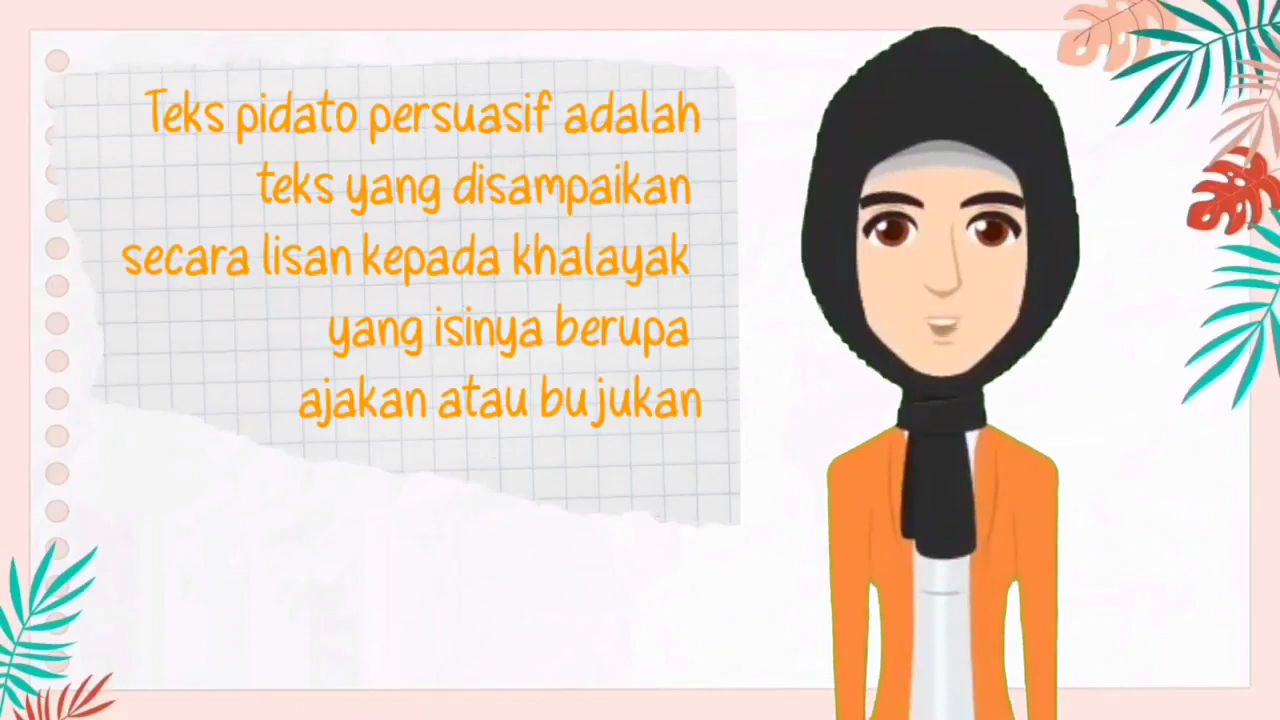 Teks pidato persuasif adalah
teks yang disampaikan
secara lisan kepada khalayak
yang isinya berupa
ajakan atau bujukan